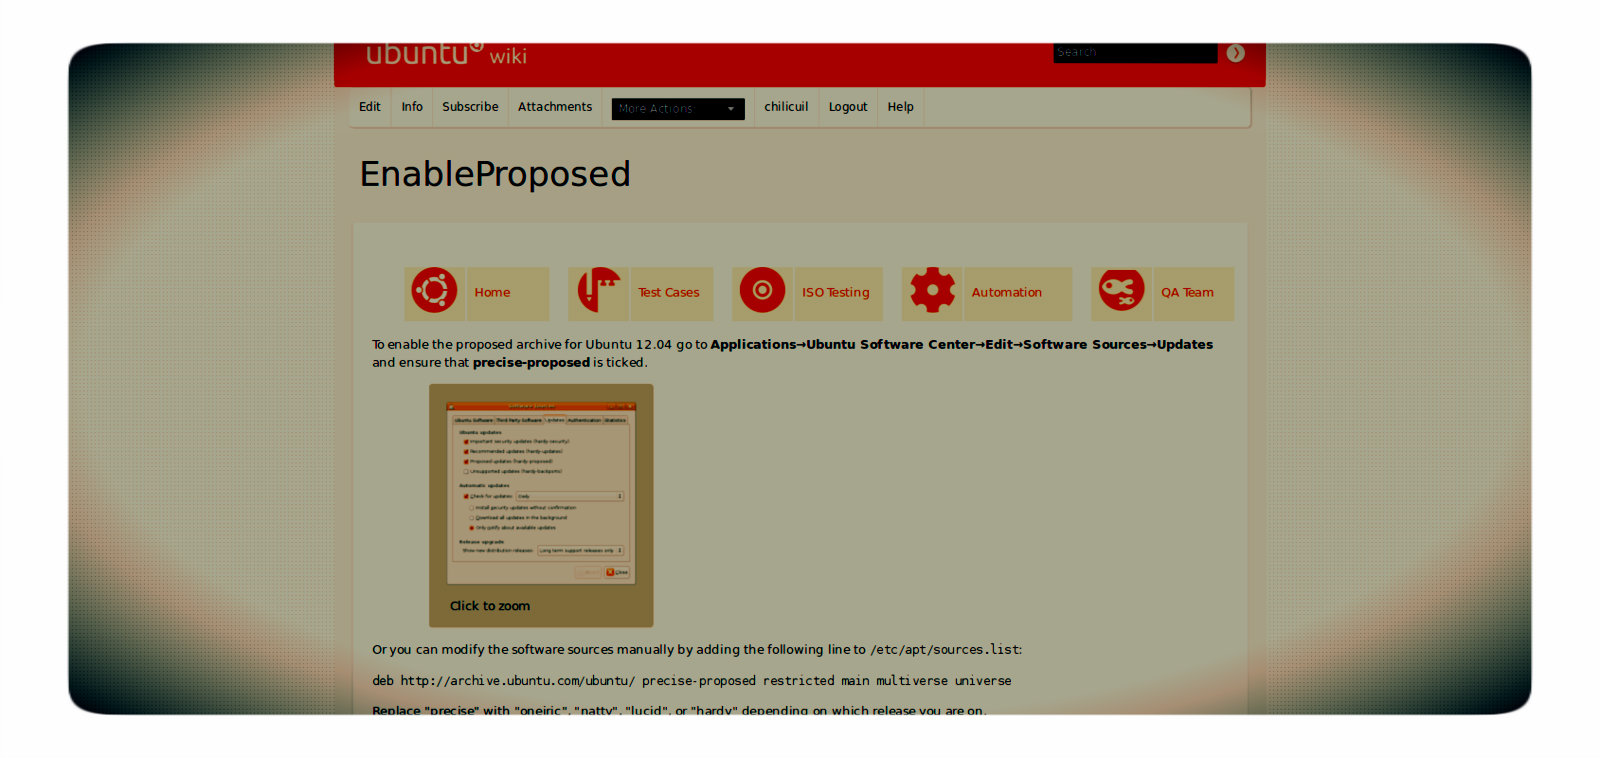 ubuntu wiki
Search
Edit Info Subscribe Attachments More Actions: chilicuil Logout Help
EnableProposed
Home Test Cases ISO Testing Automation QA Team
To enable the proposed archive for Ubuntu 12.04 go to Applications→Ubuntu Software Center→Edit→Software Sources→Updates
and ensure that precise-proposed is ticked.
Software Sources
Ubuntu Software Third-Party Software Updates Authentication Statistics
Ubuntu updates
Important security updates (hardy-security)
Recommended updates (hardy-updates)
Proposed updates (hardy-proposed)
Unsupported updates (hardy-backports)
Automatic updates
Check for updates: Daily
Install security updates without confirmation
Download all updates in the background
Only notify about available updates
Release upgrade
Show new distribution releases: Long term support releases only
Close
Click to zoom
Or you can modify the software sources manually by adding the following line to /etc/apt/sources.list:
deb http://archive.ubuntu.com/ubuntu/ precise-proposed restricted main multiverse universe
Replace "precise" with "oneiric", "natty", "lucid", or "hardy" depending on which release you are on.